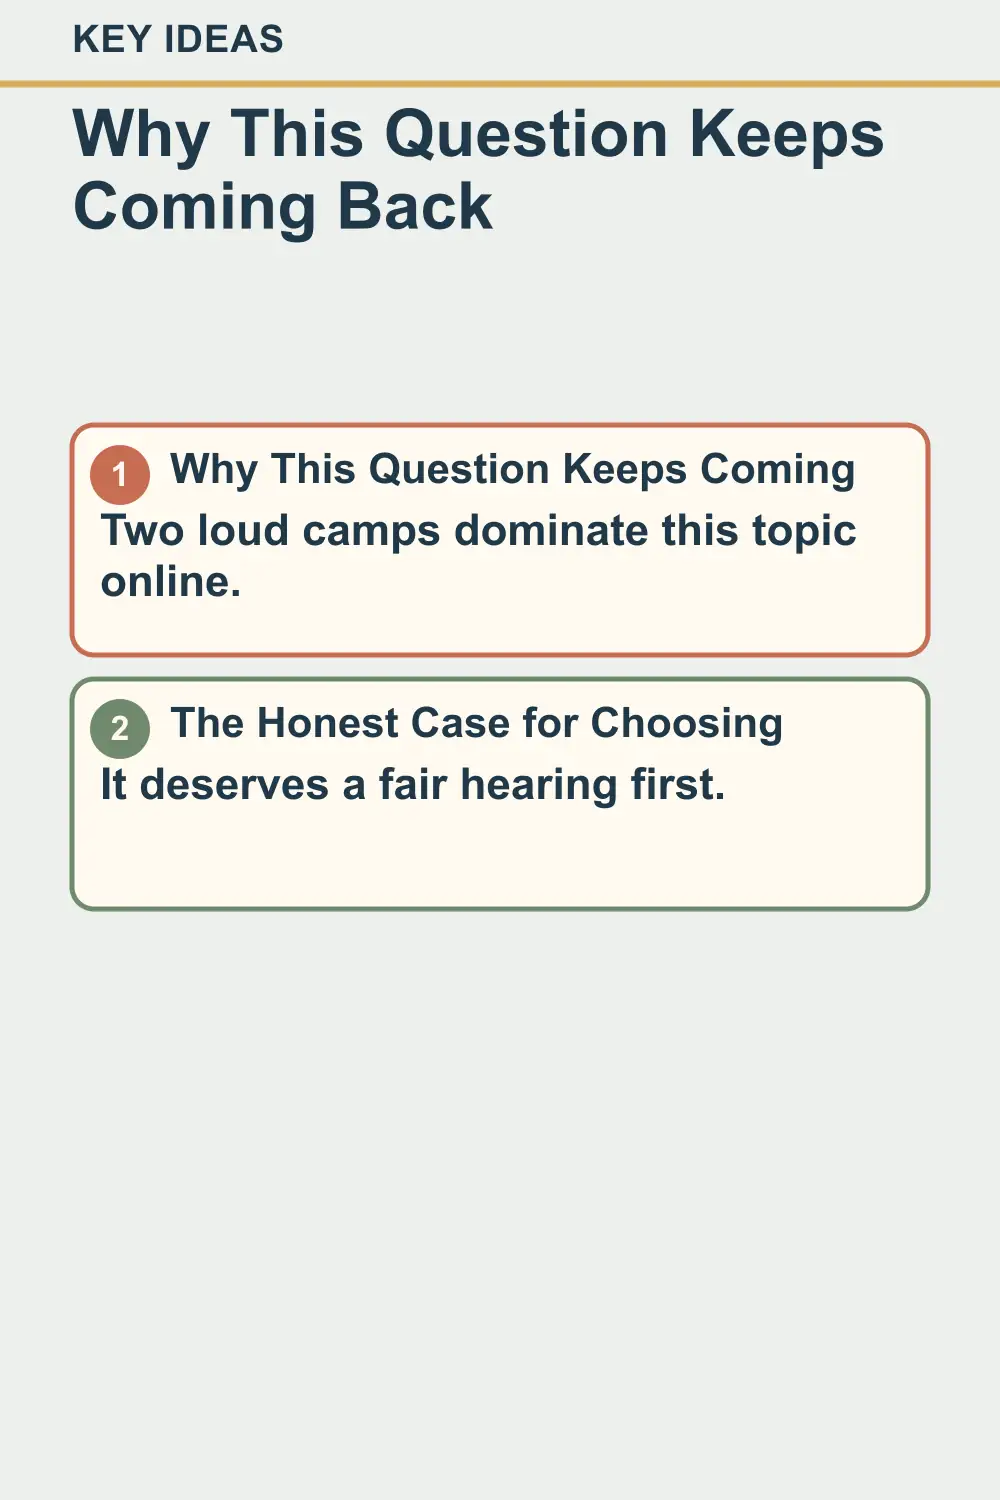 KEY IDEAS
Why This Question Keeps
Coming Back
1 Why This Question Keeps Coming
Two loud camps dominate this topic
online.
2 The Honest Case for Choosing
It deserves a fair hearing first.